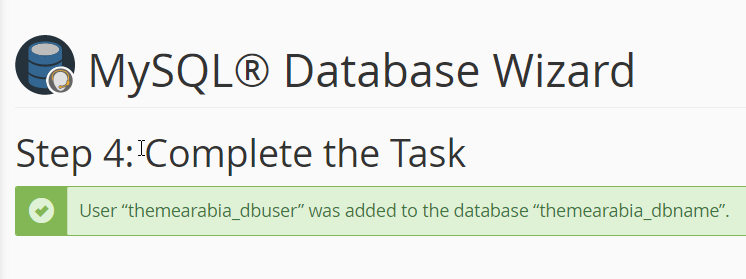 MySQL® Database Wizard
Step 4: Complete the Task
User “themearabia_dbuser” was added to the database “themearabia_dbname”.